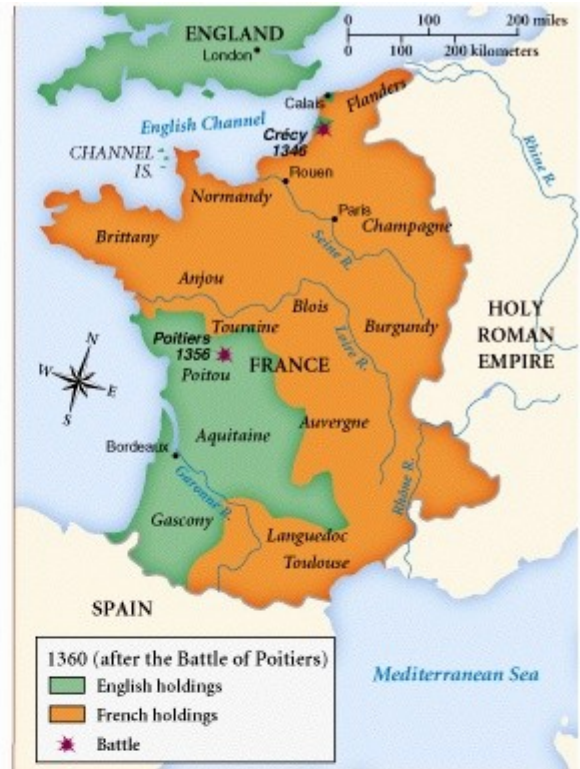 0 100 200 miles
0 100 200 kilometers
ENGLAND
London
Calais
Flanders
English Channel
Crécy
1346
CHANNEL
IS.
Rhine R.
Rouen
Normandy
Paris
Champagne
Brittany
Seine R.
Anjou
Blois
HOLY
ROMAN
EMPIRE
Touraine
Burgundy
Loire R.
Poitiers
1356
FRANCE
Poitou
N
W
E
S
Auvergne
Aquitaine
Bordeaux
Garonne R.
Rhône R.
Gascony
Languedoc
Toulouse
SPAIN
Mediterranean Sea
1360 (after the Battle of Poitiers)
English holdings
French holdings
Battle